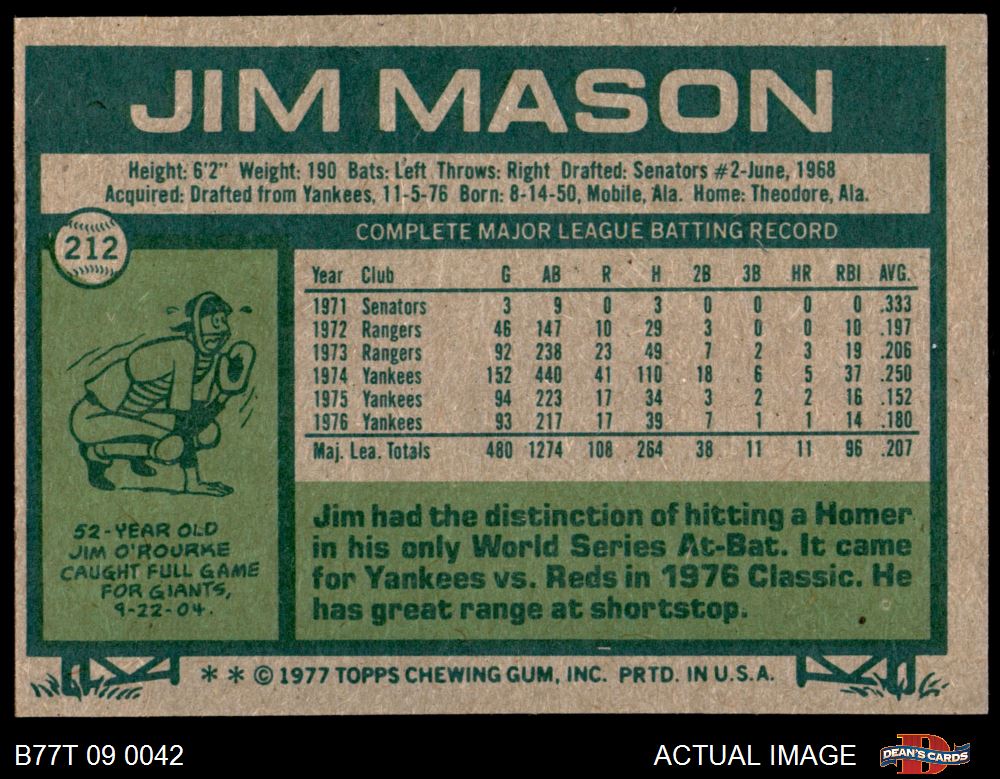 JIM MASON
Height: 6'2" Weight: 190 Bats: Left Throws: Right Drafted: Senators #2-June, 1968
Acquired: Drafted from Yankees, 11-5-76 Born: 8-14-50, Mobile, Ala. Home: Theodore, Ala.
212
COMPLETE MAJOR LEAGUE BATTING RECORD
Year Club G AB R H 2B 3B HR RBI AVG.
1971 Senators 3 9 0 3 0 0 0 0 .333
1972 Rangers 46 147 10 29 3 0 0 10 .197
1973 Rangers 92 238 23 49 7 2 3 19 .206
1974 Yankees 152 440 41 110 18 6 5 37 .250
1975 Yankees 94 223 17 34 3 2 2 16 .152
1976 Yankees 93 217 17 39 7 1 1 14 .180
Maj. Lea. Totals 480 1274 108 264 38 11 11 96 .207
52-YEAR OLD
JIM O'ROURKE
CAUGHT FULL GAME
FOR GIANTS,
9-22-04.
Jim had the distinction of hitting a Homer
in his only World Series At-Bat. It came
for Yankees vs. Reds in 1976 Classic. He
has great range at shortstop.
* * © 1977 TOPPS CHEWING GUM, INC. PRTD. IN U.S.A.
B77T 09 0042
ACTUAL IMAGE
DEAN'S CARDS